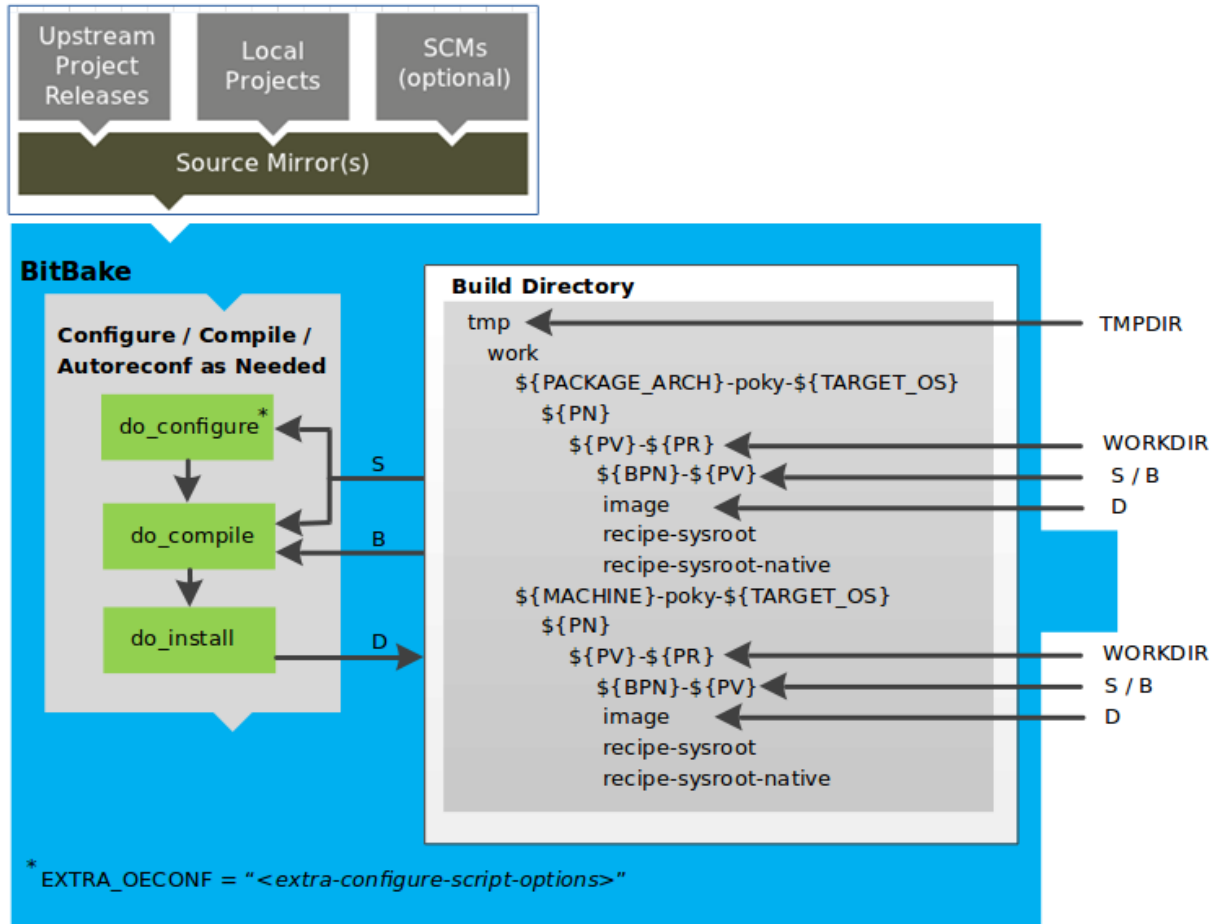 Upstream
Project
Releases
Local
Projects
SCMs
(optional)
Source Mirror(s)
BitBake
Configure / Compile /
Autoreconf as Needed
do_configure*
do_compile
do_install
S
B
D
Build Directory
tmp
work
${PACKAGE_ARCH}-poky-${TARGET_OS}
${PN}
${PV}-${PR}
${BPN}-${PV}
image
recipe-sysroot
recipe-sysroot-native
${MACHINE}-poky-${TARGET_OS}
${PN}
${PV}-${PR}
${BPN}-${PV}
image
recipe-sysroot
recipe-sysroot-native
TMPDIR
WORKDIR
S / B
D
WORKDIR
S / B
D
* EXTRA_OECONF = “<extra-configure-script-options>”